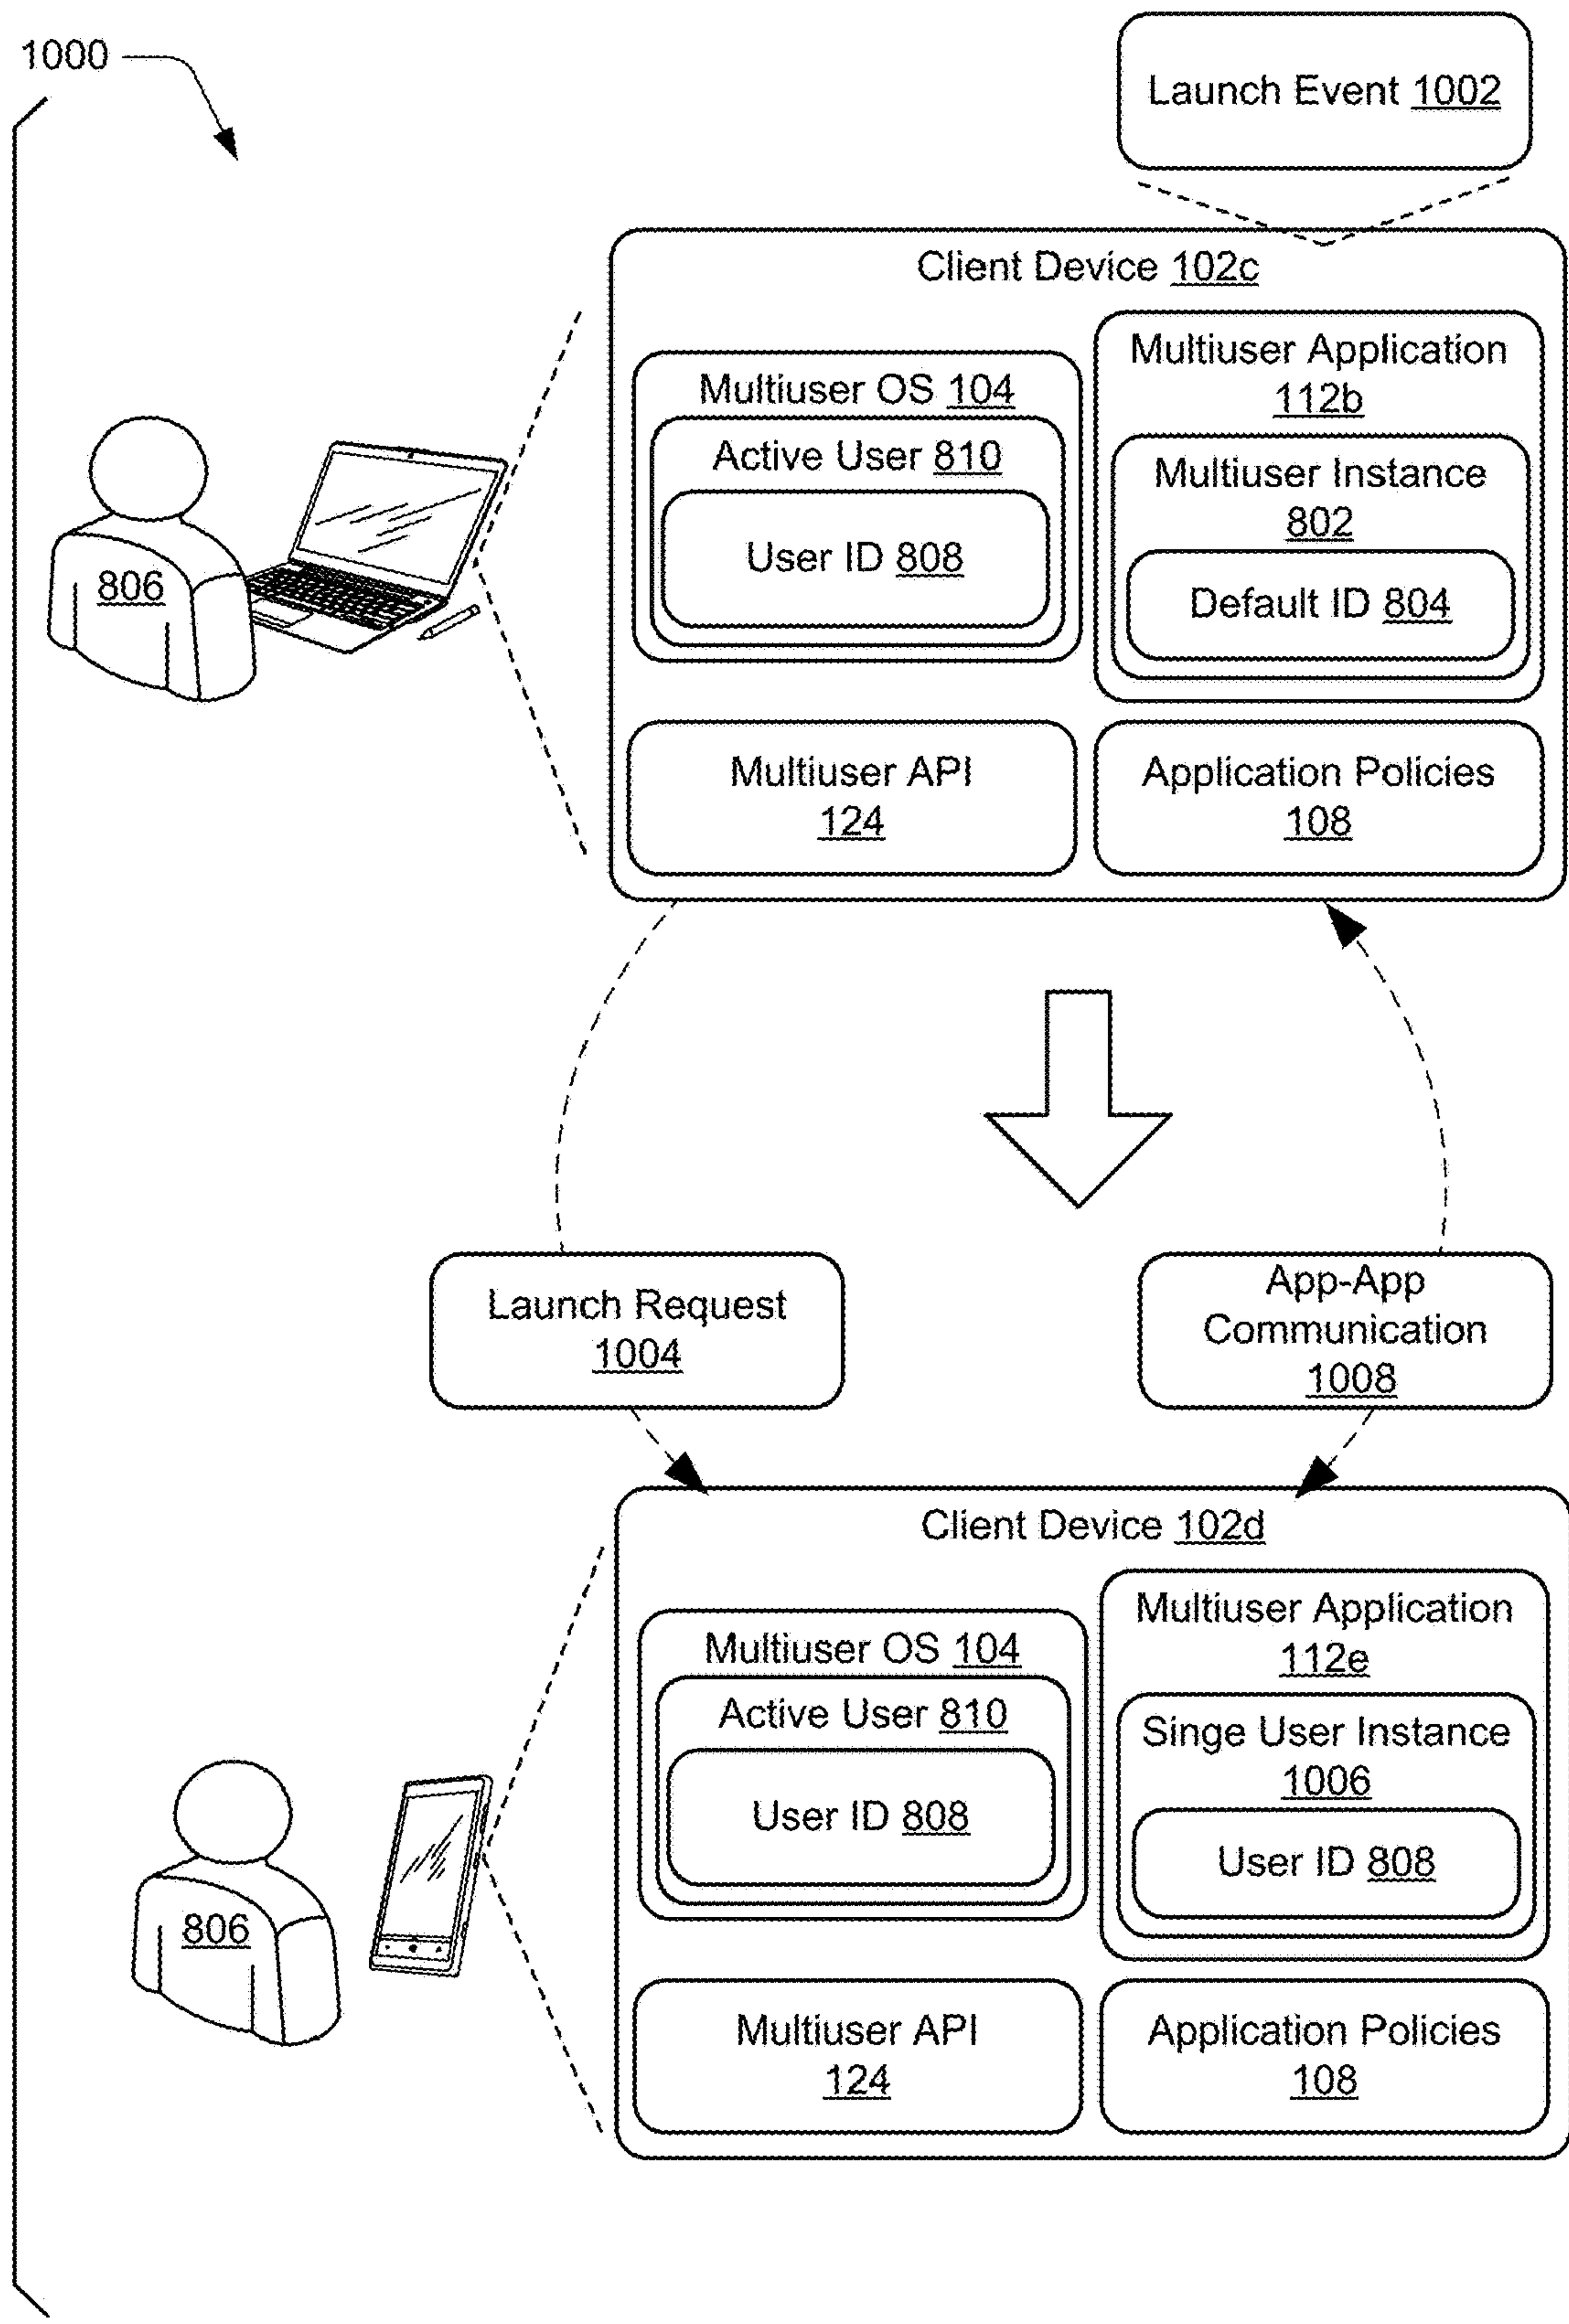 1000
Launch Event 1002
Client Device 102c
Multiuser OS 104
Active User 810
User ID 808
Multiuser Application
112b
Multiuser Instance
802
Default ID 804
806
Multiuser API
124
Application Policies
108
Launch Request
1004
App-App
Communication
1008
Client Device 102d
Multiuser OS 104
Active User 810
User ID 808
Multiuser Application
112e
Singe User Instance
1006
User ID 808
806
Multiuser API
124
Application Policies
108